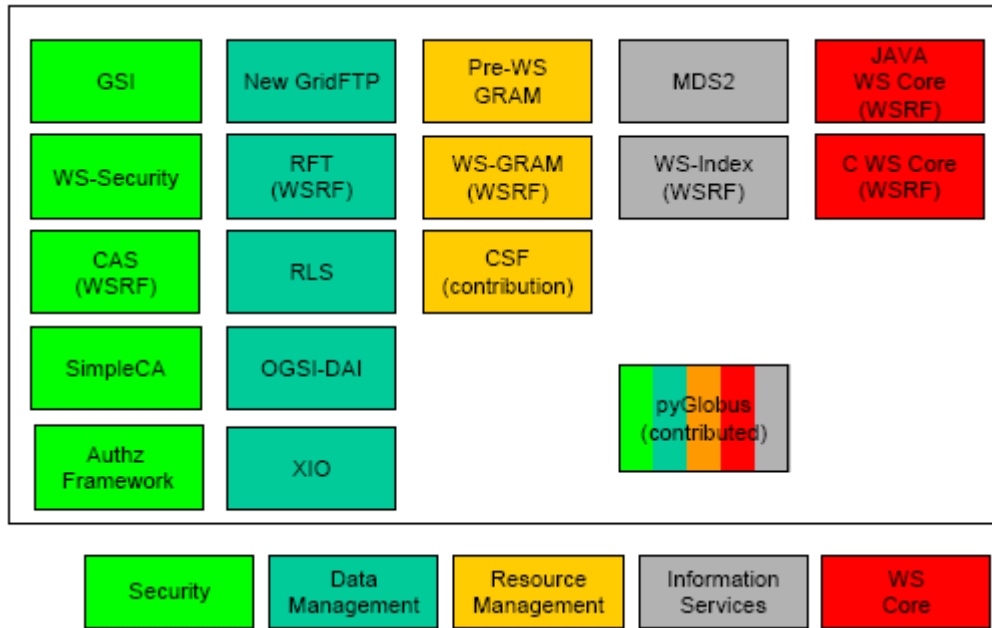 GSI
New GridFTP
Pre-WS
GRAM
MDS2
JAVA
WS Core
(WSRF)
WS-Security
RFT
(WSRF)
WS-GRAM
(WSRF)
WS-Index
(WSRF)
C WS Core
(WSRF)
CAS
(WSRF)
RLS
CSF
(contribution)
SimpleCA
OGSI-DAI
pyGlobus
(contributed)
Authz
Framework
XIO
Security
Data
Management
Resource
Management
Information
Services
WS
Core